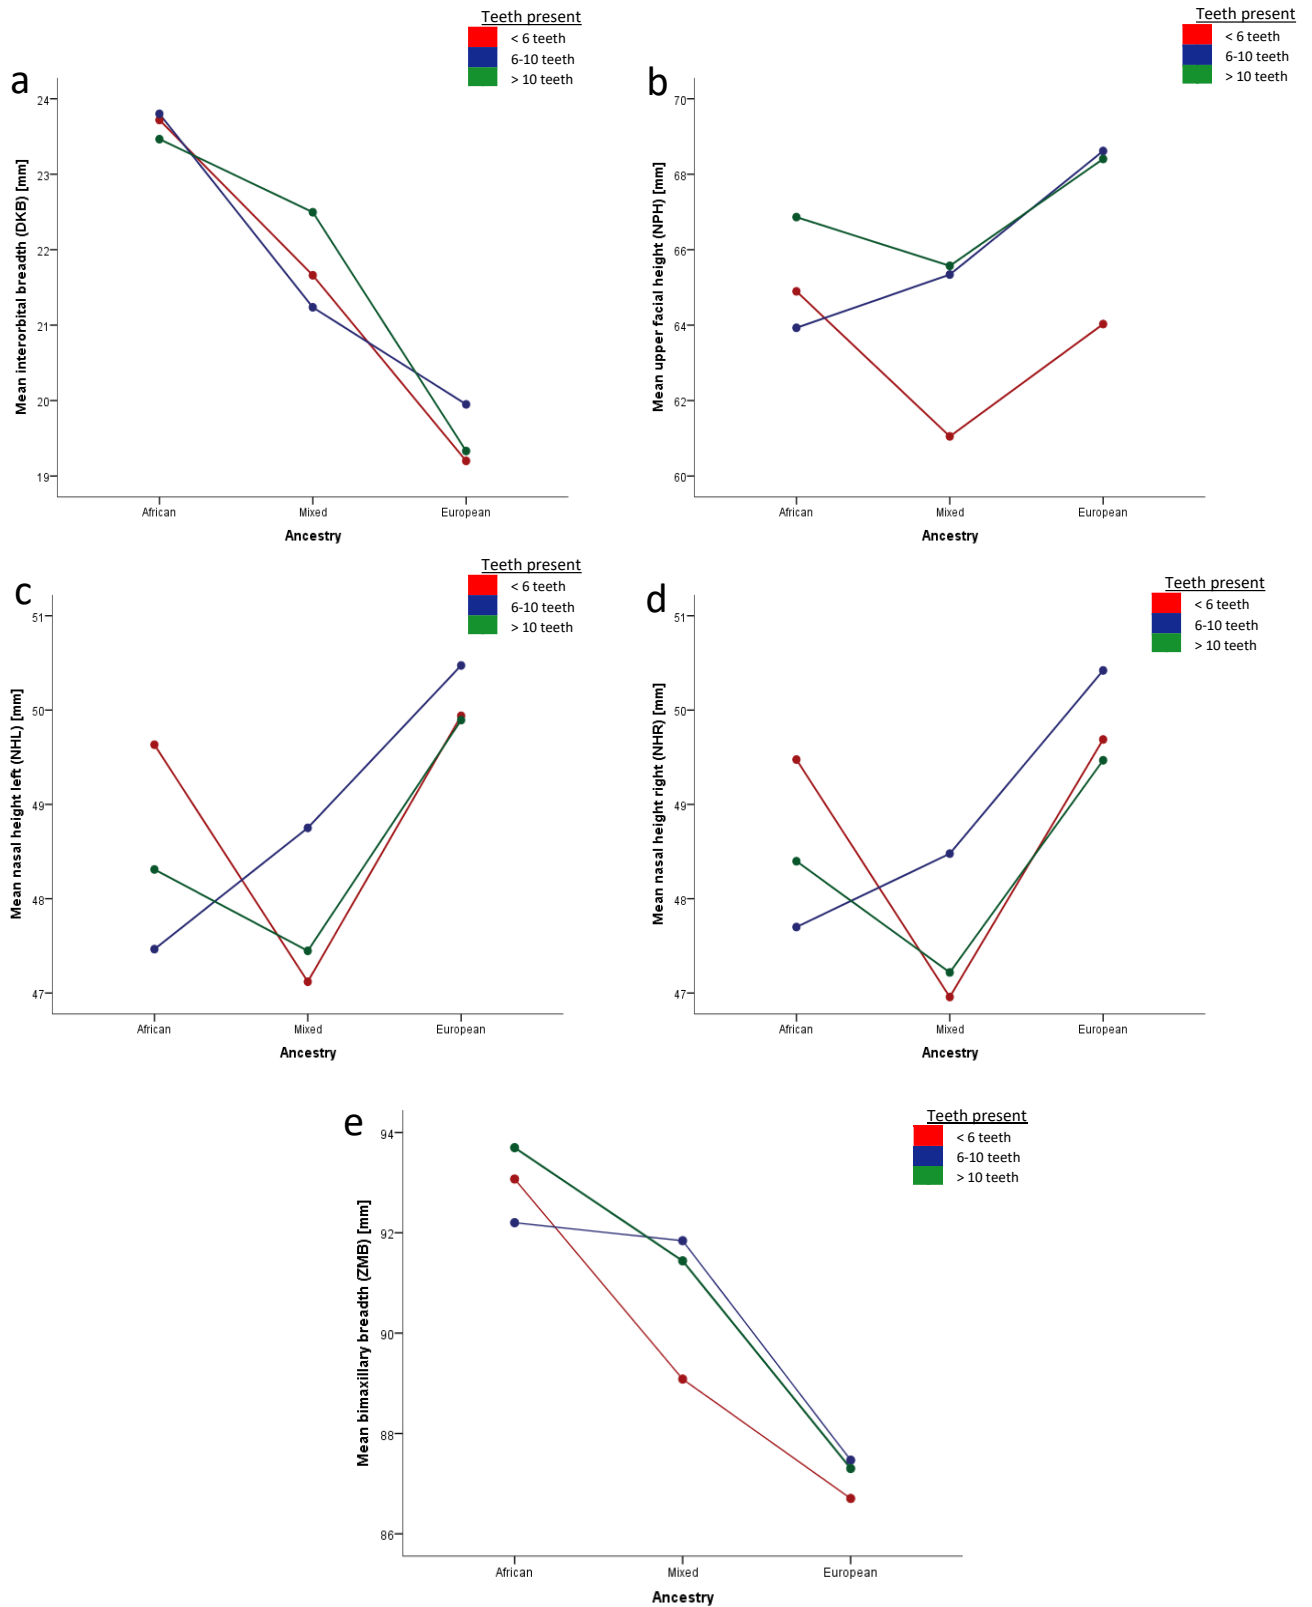 a
Teeth present
< 6 teeth
6-10 teeth
> 10 teeth
24
23
22
21
20
19
Mean interorbital breadth (DKB) [mm]
African
Mixed
European
Ancestry
b
Teeth present
< 6 teeth
6-10 teeth
> 10 teeth
70
68
66
64
62
60
Mean upper facial height (NPH) [mm]
African
Mixed
European
Ancestry
c
Teeth present
< 6 teeth
6-10 teeth
> 10 teeth
51
50
49
48
47
Mean nasal height left (NHL) [mm]
African
Mixed
European
Ancestry
d
Teeth present
< 6 teeth
6-10 teeth
> 10 teeth
51
50
49
48
47
Mean nasal height right (NHR) [mm]
African
Mixed
European
Ancestry
e
Teeth present
< 6 teeth
6-10 teeth
> 10 teeth
94
92
90
88
86
Mean bimaxillary breadth (ZMB) [mm]
African
Mixed
European
Ancestry